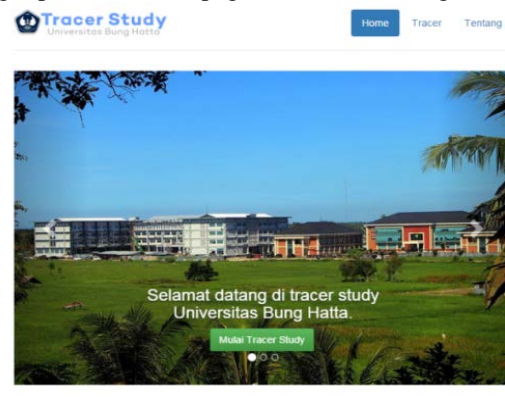 Tracer Study
Universitas Bung Hatta
Home Tracer Tentang
Selamat datang di tracer study
Universitas Bung Hatta.
Mulai Tracer Study